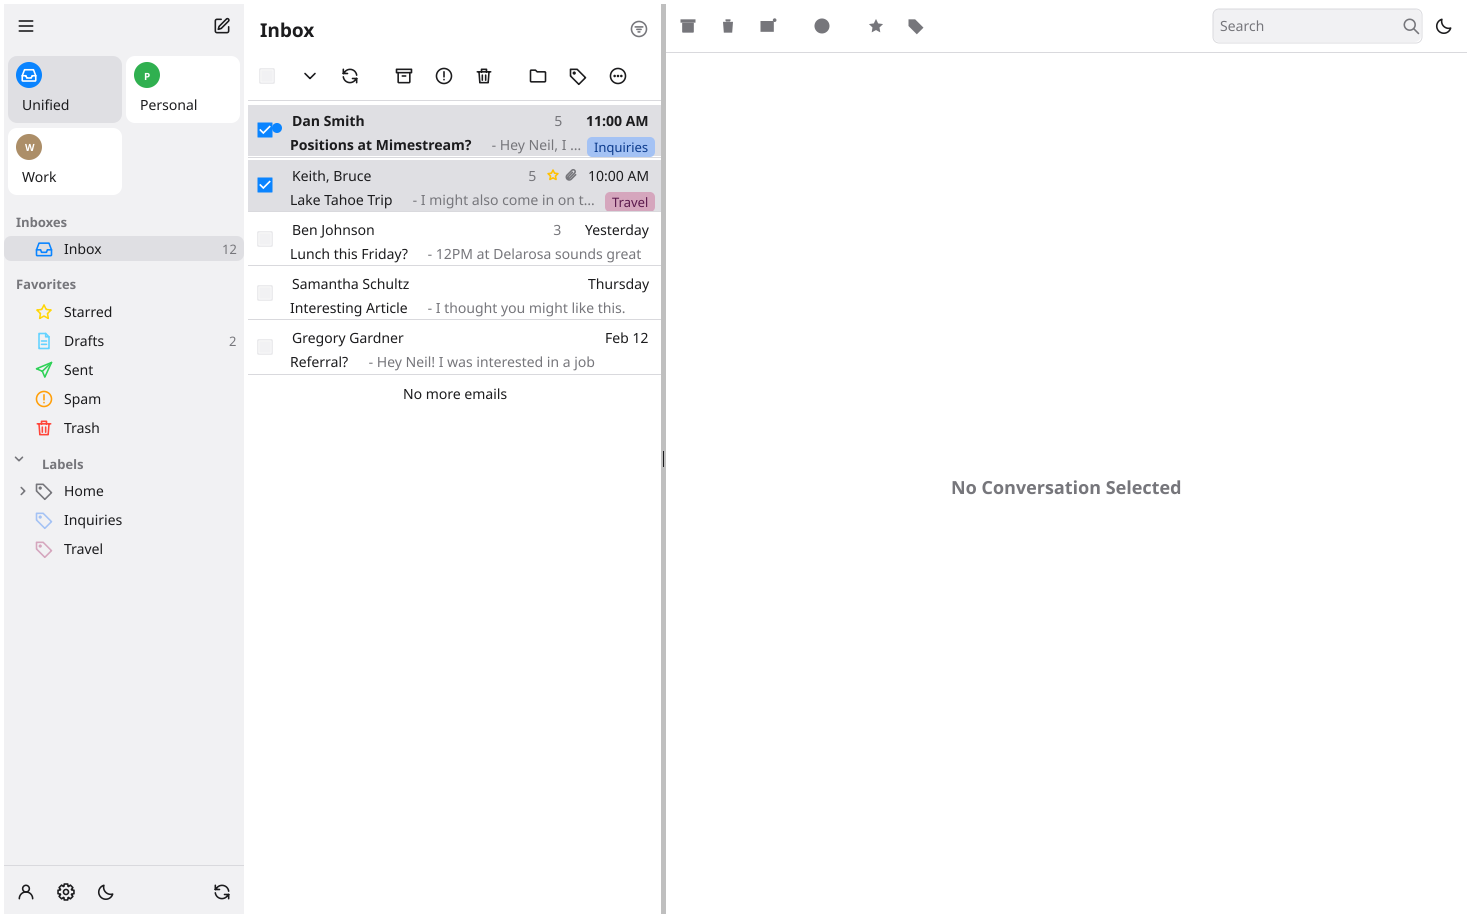 Unified
P
Personal
W
Work
Inboxes
Inbox 12
Favorites
Starred
Drafts 2
Sent
Spam
Trash
Labels
Home
Inquiries
Travel
Inbox
Dan Smith 5 11:00 AM
Positions at Mimestream? - Hey Neil, I ... Inquiries
Keith, Bruce 5 10:00 AM
Lake Tahoe Trip - I might also come in on t... Travel
Ben Johnson 3 Yesterday
Lunch this Friday? - 12PM at Delarosa sounds great
Samantha Schultz Thursday
Interesting Article - I thought you might like this.
Gregory Gardner Feb 12
Referral? - Hey Neil! I was interested in a job
No more emails
Search
No Conversation Selected